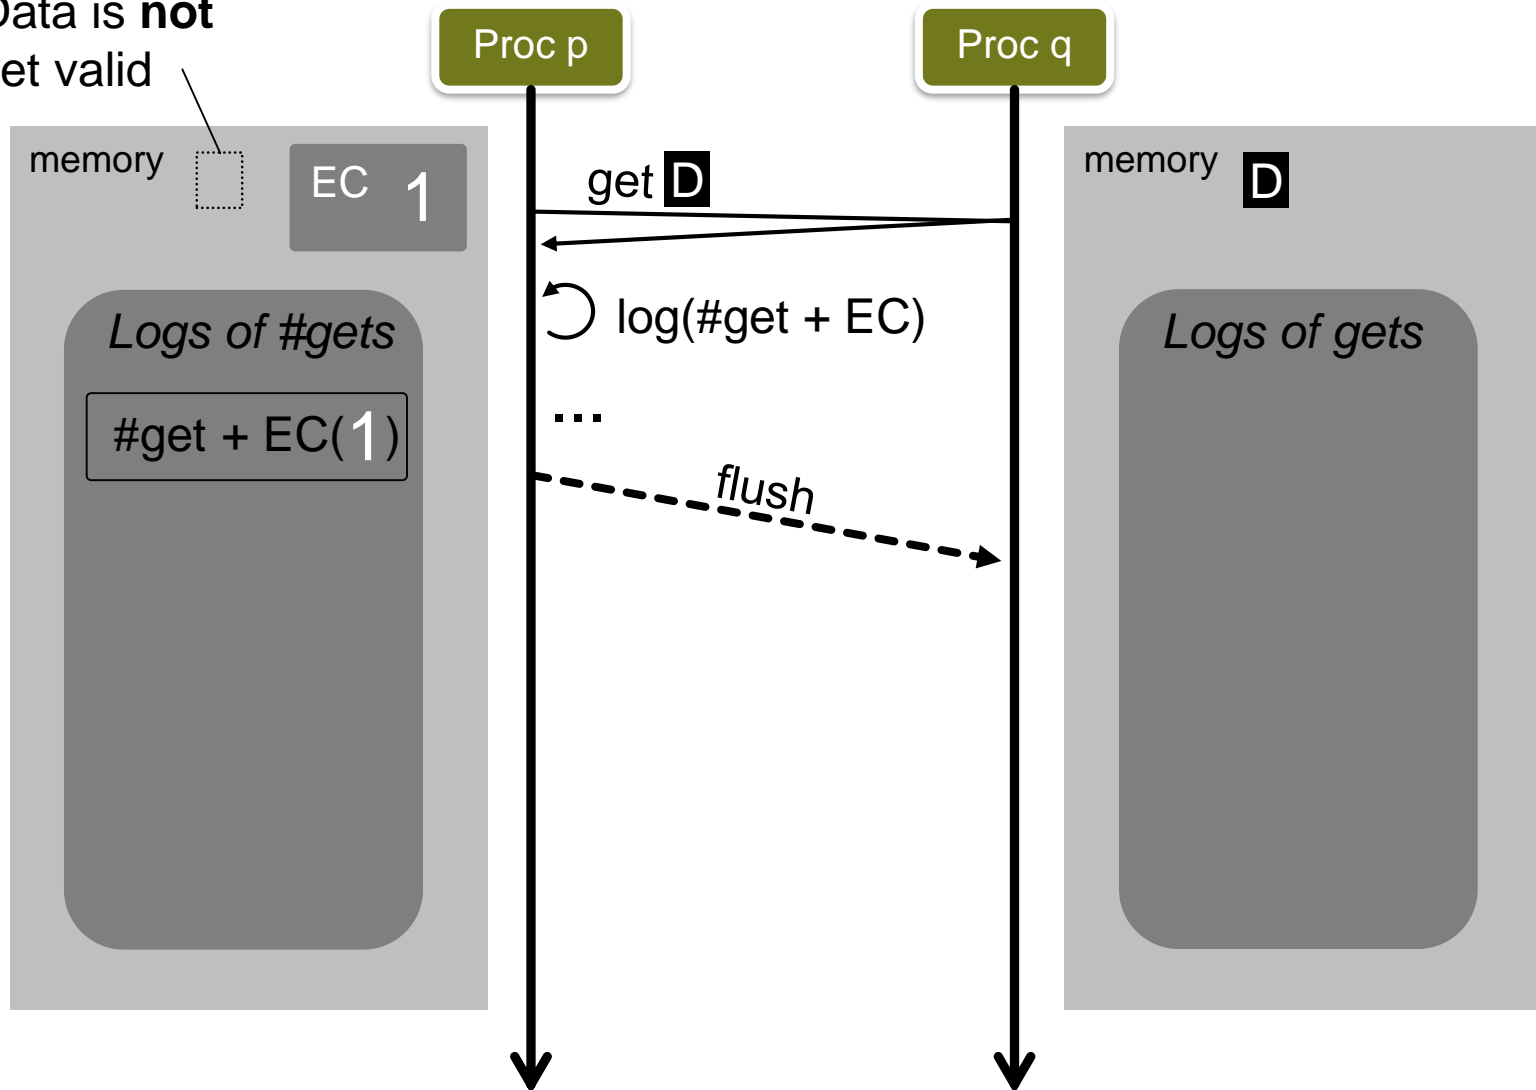 Data is not
et valid
Proc p
Proc q
memory
EC 1
get D
memory
D
log(#get + EC)
Logs of #gets
#get + EC(1)
...
flush
Logs of gets